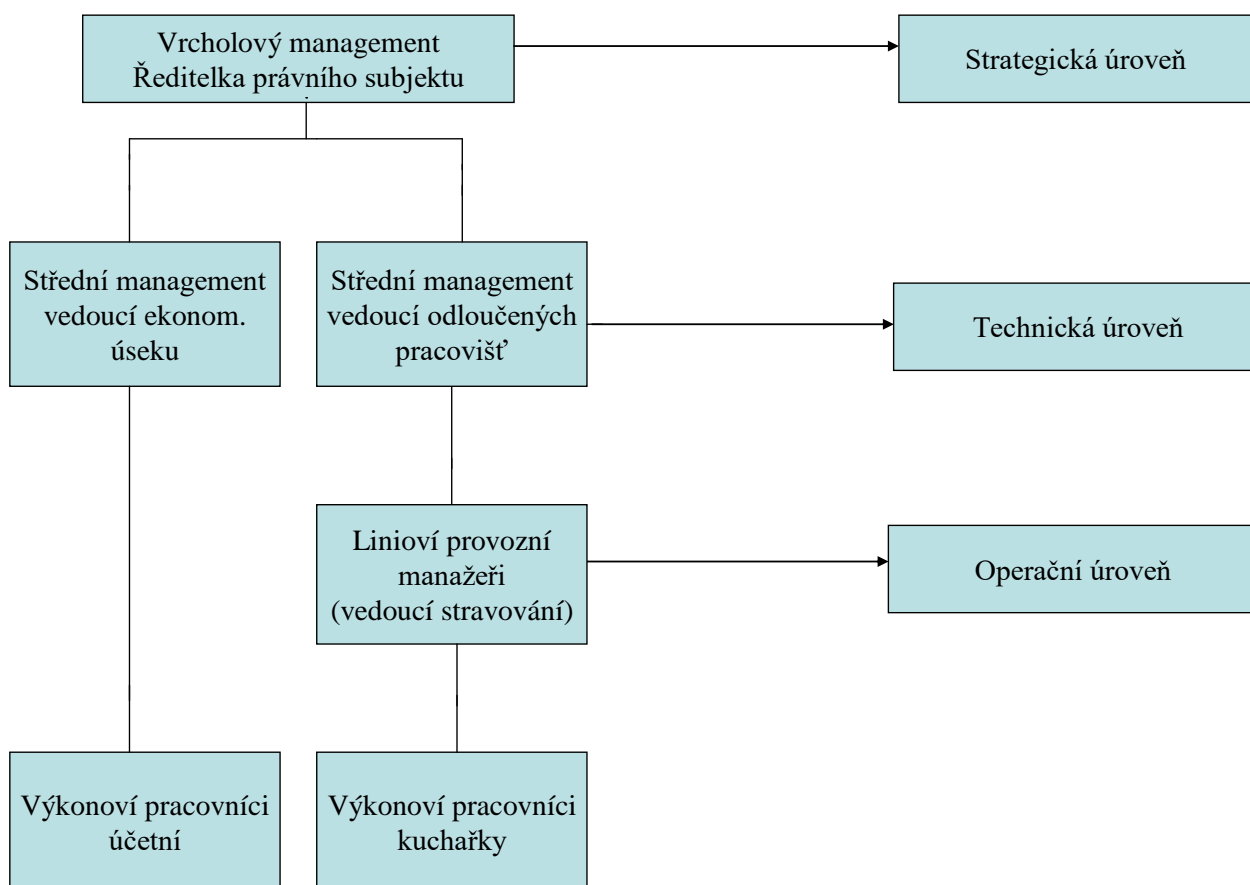 Vrcholový management
Ředitelka právního subjektu
Strategická úroveň
Střední management
vedoucí ekonom.
úseku
Střední management
vedoucí odloučených
pracovišť
Technická úroveň
Linioví provozní
manažeři
(vedoucí stravování)
Operační úroveň
Výkonoví pracovníci
účetní
Výkonoví pracovníci
kuchařky